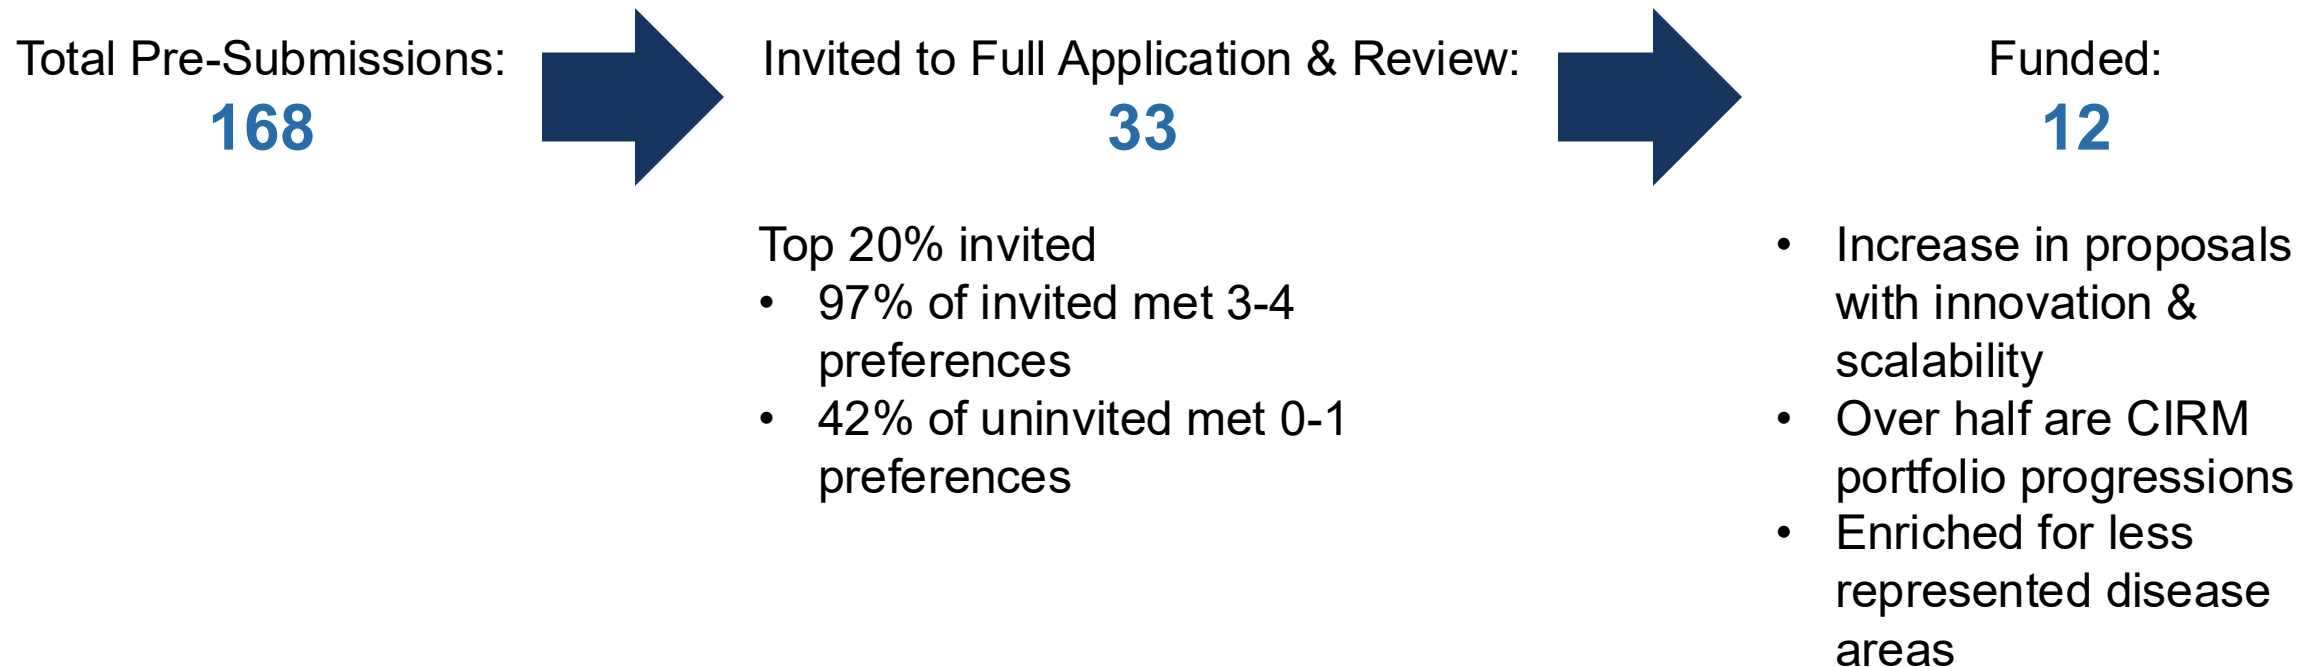 Total Pre-Submissions:
168
Invited to Full Application & Review:
33
Top 20% invited
• 97% of invited met 3-4
preferences
• 42% of uninvited met 0-1
preferences
Funded:
12
• Increase in proposals
with innovation &
scalability
• Over half are CIRM
portfolio progressions
• Enriched for less
represented disease
areas